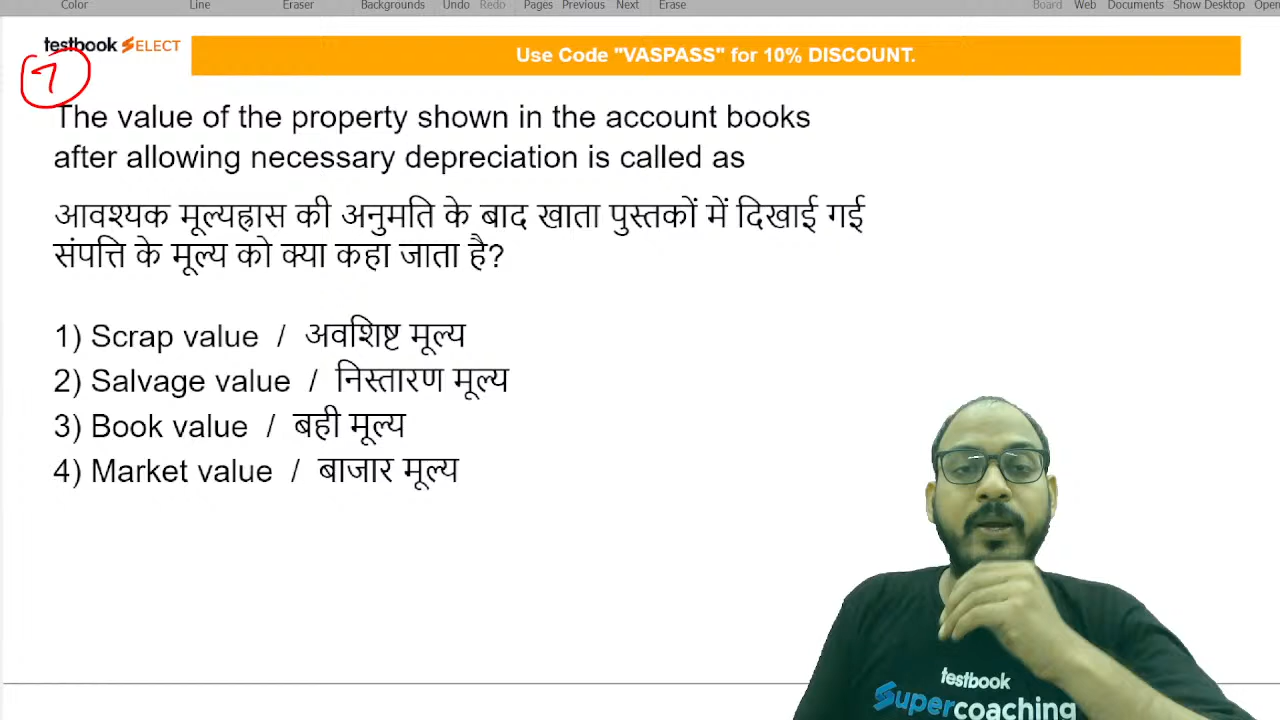 Color Line Eraser Backgrounds Undo Redo Pages Previous Next Erase Board Web Documents Show Desktop Open
testbook SELECT
Use Code "VASPASS" for 10% DISCOUNT.
7
The value of the property shown in the account books
after allowing necessary depreciation is called as
आवश्यक मूल्यह्रास की अनुमति के बाद खाता पुस्तकों में दिखाई गई
संपत्ति के मूल्य को क्या कहा जाता है?
1) Scrap value / अवशिष्ट मूल्य
2) Salvage value / निस्तारण मूल्य
3) Book value / बही मूल्य
4) Market value / बाजार मूल्य
testbook
Supercoaching